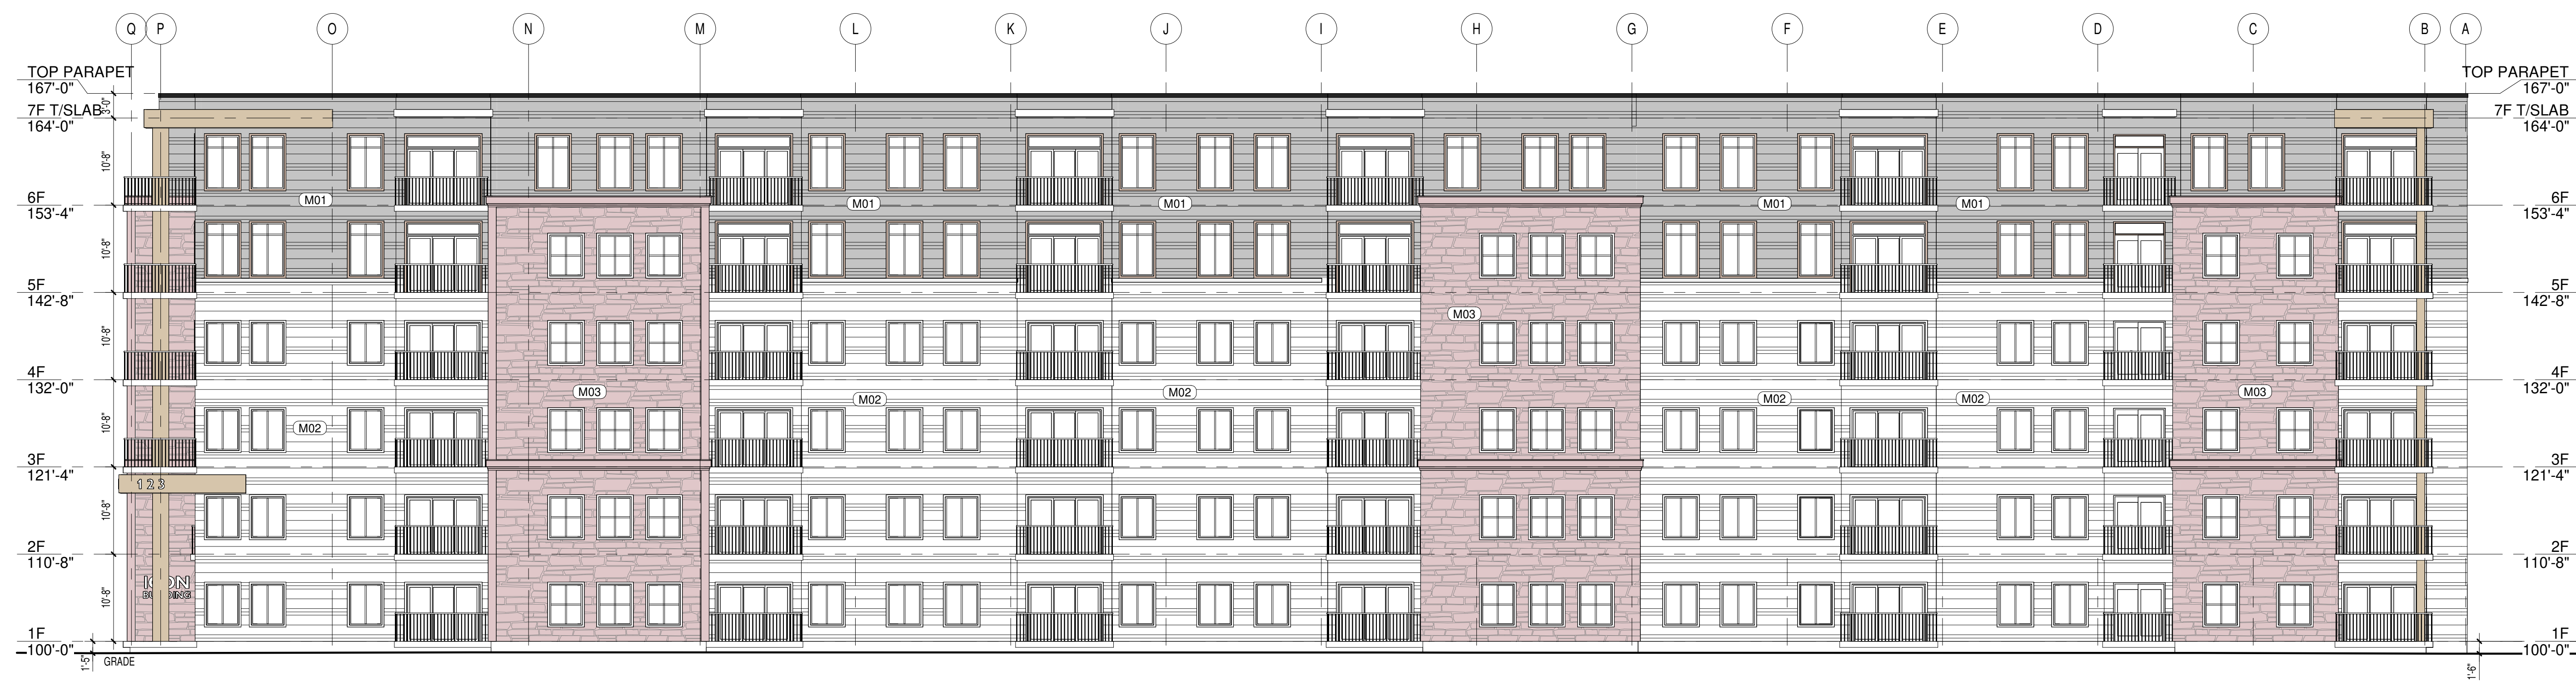 Q P O N M L K J I H G F E D C B A
TOP PARAPET
167'-0"
TOP PARAPET
167'-0"
3'-0"
7F T/SLAB
164'-0"
7F T/SLAB
164'-0"
10'-8"
6F
153'-4"
M01 M01 M01 M01 M01
6F
153'-4"
10'-8"
5F
142'-8"
5F
142'-8"
M03
10'-8"
4F
132'-0"
4F
132'-0"
M03 M02 M02 M02 M02 M03
10'-8"
M02
3F
121'-4"
3F
121'-4"
1 2 3
10'-8"
2F
110'-8"
2F
110'-8"
ICON
BUILDING
10'-8"
1F
100'-0"
1F
100'-0"
1'-5"
GRADE
1'-6"